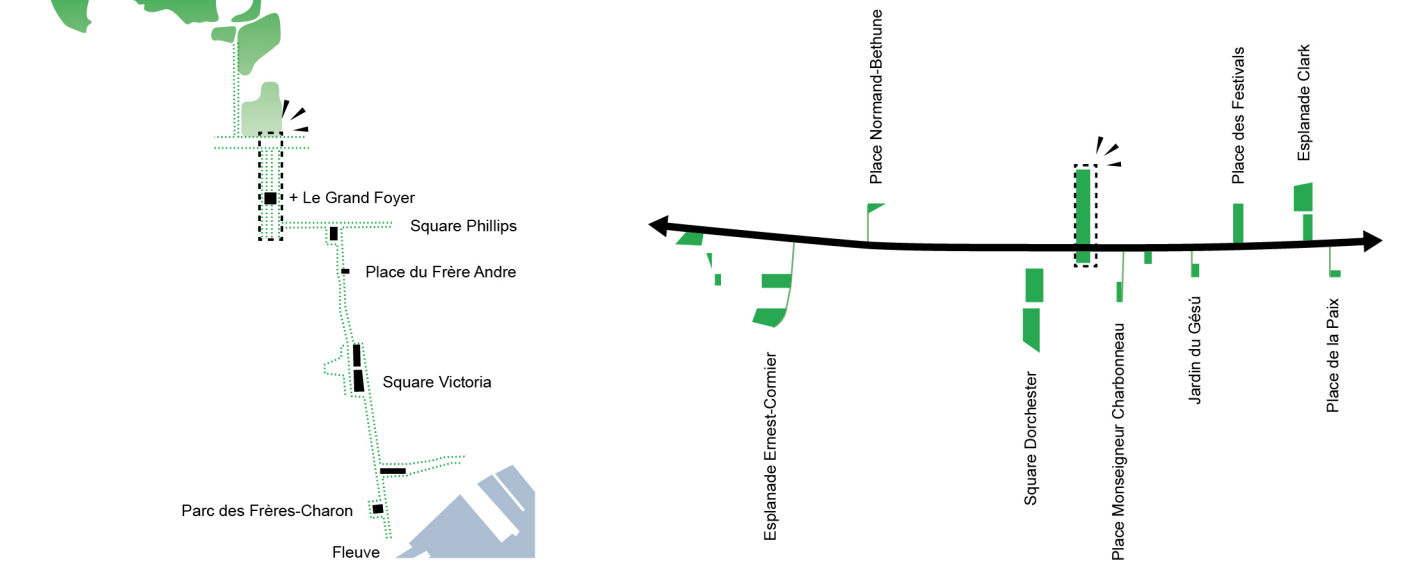 + Le Grand Foyer
Square Phillips
Place du Frère Andre
Square Victoria
Parc des Frères-Charon
Fleuve
Esplanade Ernest-Cormier
Place Normand-Bethune
Square Dorchester
Place Monseigneur Charbonneau
Jardin du Gésú
Place des Festivals
Esplanade Clark
Place de la Paix